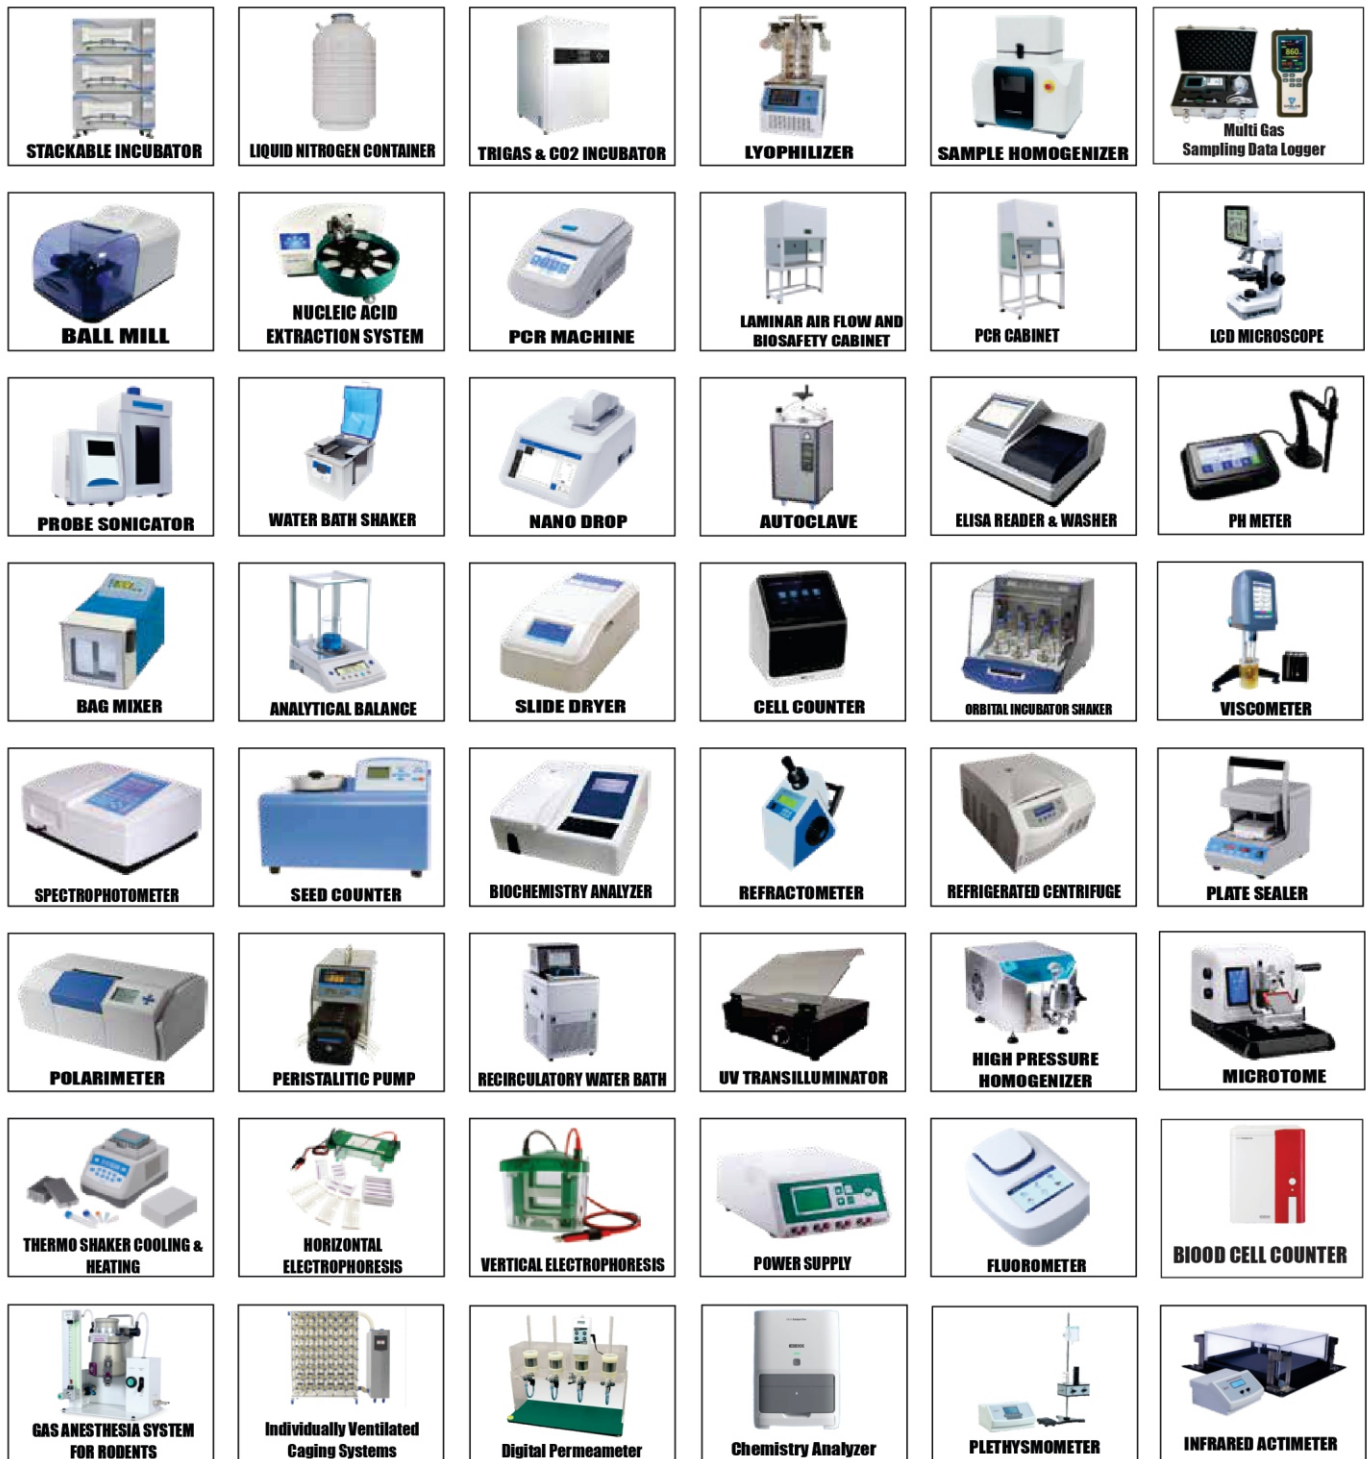 STACKABLE INCUBATOR
LIQUID NITROGEN CONTAINER
TRIGAS & CO2 INCUBATOR
LYOPHILIZER
SAMPLE HOMOGENIZER
860
Multi Gas
Sampling Data Logger
BALL MILL
NUCLEIC ACID
EXTRACTION SYSTEM
PCR MACHINE
LAMINAR AIR FLOW AND
BIOSAFETY CABINET
PCR CABINET
LCD MICROSCOPE
PROBE SONICATOR
WATER BATH SHAKER
NANO DROP
AUTOCLAVE
ELISA READER & WASHER
PH METER
BAG MIXER
ANALYTICAL BALANCE
SLIDE DRYER
CELL COUNTER
ORBITAL INCUBATOR SHAKER
VISCOMETER
SPECTROPHOTOMETER
SEED COUNTER
BIOCHEMISTRY ANALYZER
REFRACTOMETER
REFRIGERATED CENTRIFUGE
PLATE SEALER
POLARIMETER
PERISTALITIC PUMP
RECIRCULATORY WATER BATH
UV TRANSILLUMINATOR
HIGH PRESSURE
HOMOGENIZER
MICROTOME
THERMO SHAKER COOLING &
HEATING
HORIZONTAL
ELECTROPHORESIS
VERTICAL ELECTROPHORESIS
POWER SUPPLY
FLUOROMETER
BIOOD CELL COUNTER
GAS ANESTHESIA SYSTEM
FOR RODENTS
Individually Ventilated
Caging Systems
Digital Permeameter
Chemistry Analyzer
PLETHYSMOMETER
INFRARED ACTIMETER